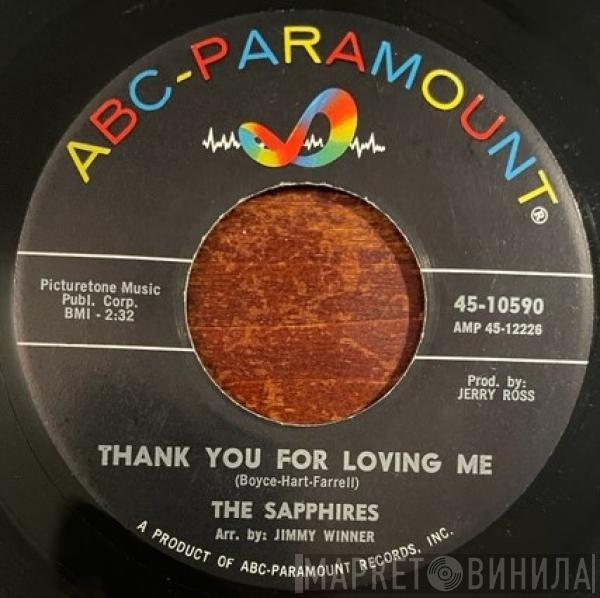 ABC-PARAMOUNT®
Picturetone Music
Publ. Corp.
BMI - 2:32
45-10590
AMP 45-12226
Prod. by:
JERRY ROSS
THANK YOU FOR LOVING ME
(Boyce-Hart-Farrell)
THE SAPPHIRES
Arr. by: JIMMY WINNER
A PRODUCT OF ABC-PARAMOUNT RECORDS, INC.
МАРКЕТ ВИНИЛА